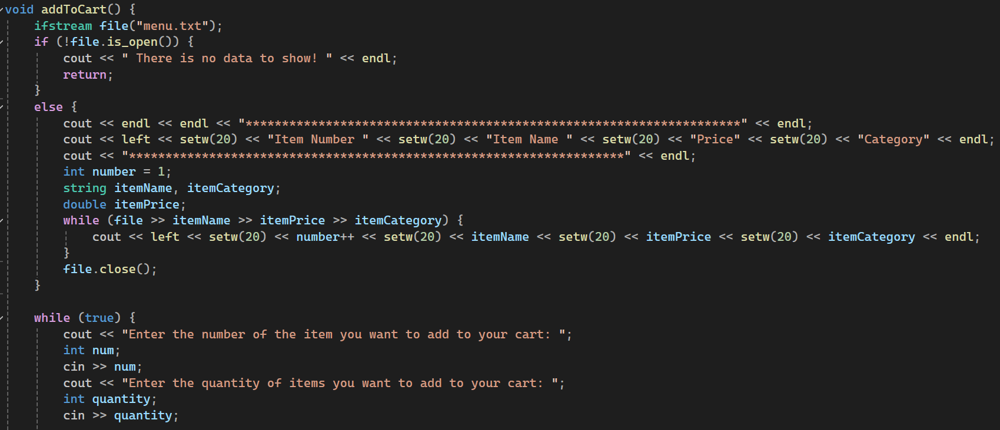 void addToCart() {
    ifstream file("menu.txt");
    if (!file.is_open()) {
        cout << " There is no data to show! " << endl;
        return;
    }
    else {
        cout << endl << endl << "********************************************************************" << endl;
        cout << left << setw(20) << "Item Number " << setw(20) << "Item Name " << setw(20) << "Price" << setw(20) << "Category" << endl;
        cout << "********************************************************************" << endl;
        int number = 1;
        string itemName, itemCategory;
        double itemPrice;
        while (file >> itemName >> itemPrice >> itemCategory) {
            cout << left << setw(20) << number++ << setw(20) << itemName << setw(20) << itemPrice << setw(20) << itemCategory << endl;
        }
        file.close();
    }

    while (true) {
        cout << "Enter the number of the item you want to add to your cart: ";
        int num;
        cin >> num;
        cout << "Enter the quantity of items you want to add to your cart: ";
        int quantity;
        cin >> quantity;